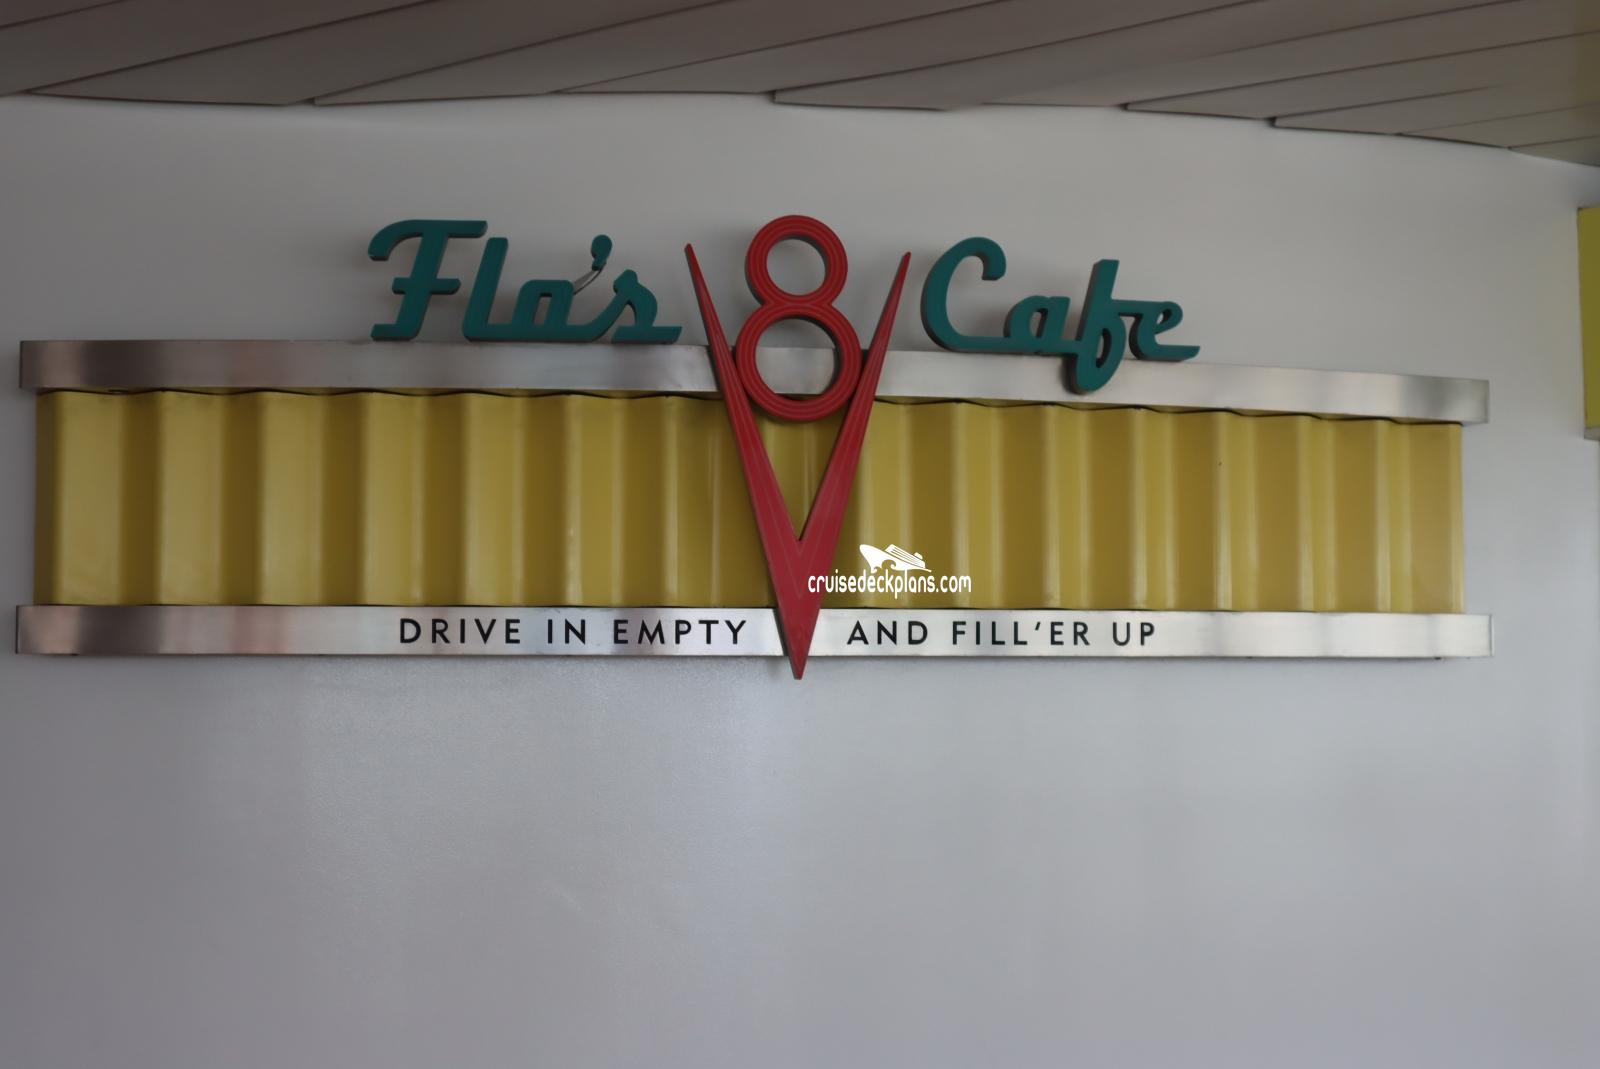 Flo's V8 Cafe
cruisedeckplans.com
DRIVE IN EMPTY AND FILL'ER UP